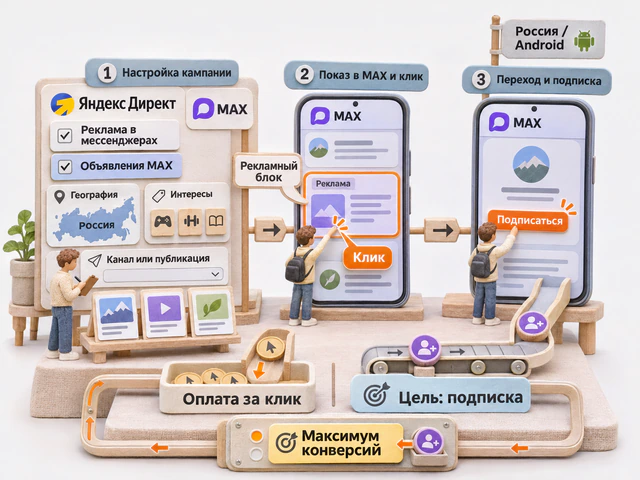 Россия /
Android
1 Настройка кампании
2 Показ в MAX и клик
3 Переход и подписка
Яндекс Директ
MAX
Реклама в
мессенджерах
Объявления MAX
География
Россия
Интересы
Канал или публикация
Рекламный
блок
MAX
Реклама
Клик
MAX
Подписаться
Оплата за клик
Цель: подписка
Максимум
конверсий